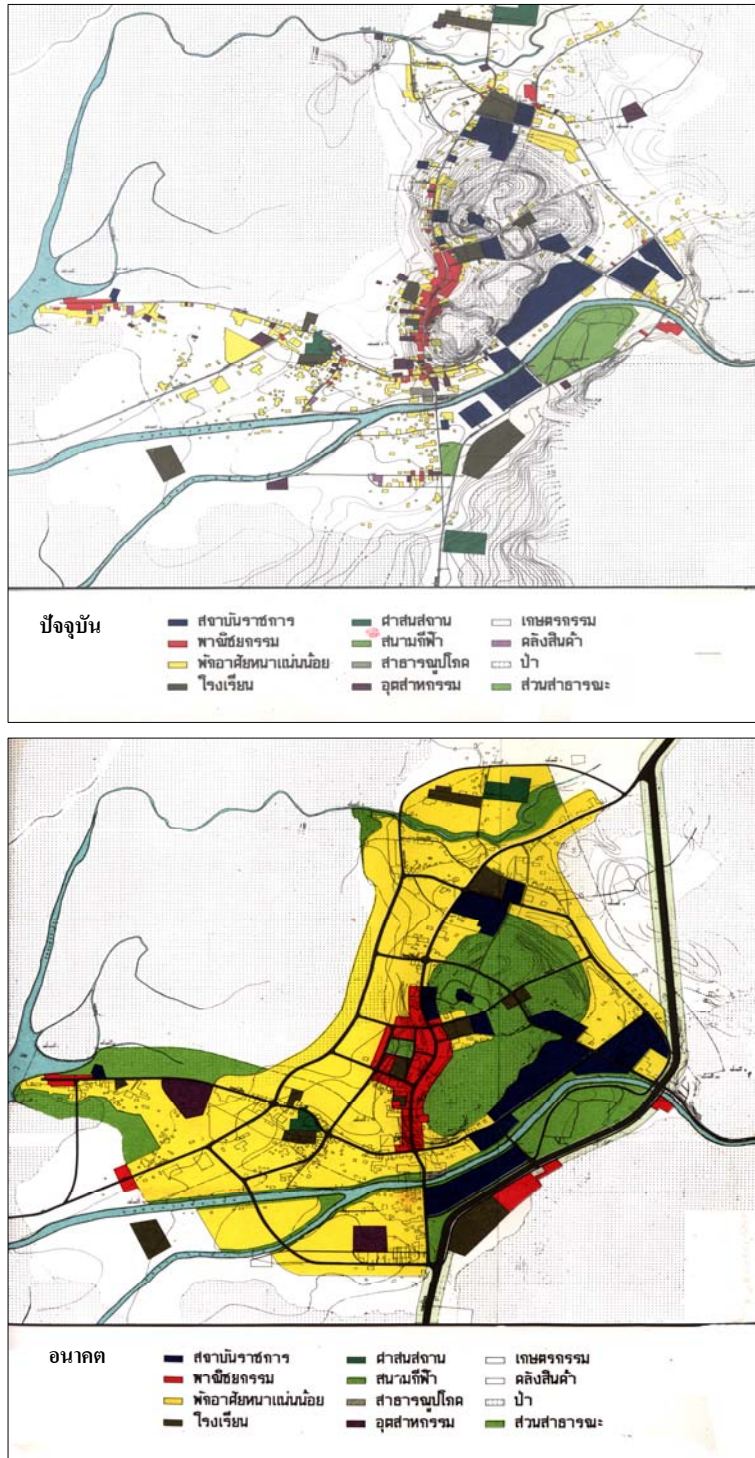 ปัจจุบัน
สถาบันราชการ
พาณิชยกรรม
พักอาศัยหนาแน่นน้อย
โรงเรียน
ศาสนสถาน
สนามกีฬา
สาธารณูปโภค
อุตสาหกรรม
เกษตรกรรม
คลังสินค้า
ป่า
สวนสาธารณะ
อนาคต
สถาบันราชการ
พาณิชยกรรม
พักอาศัยหนาแน่นน้อย
โรงเรียน
ศาสนสถาน
สนามกีฬา
สาธารณูปโภค
อุตสาหกรรม
เกษตรกรรม
คลังสินค้า
ป่า
สวนสาธารณะ